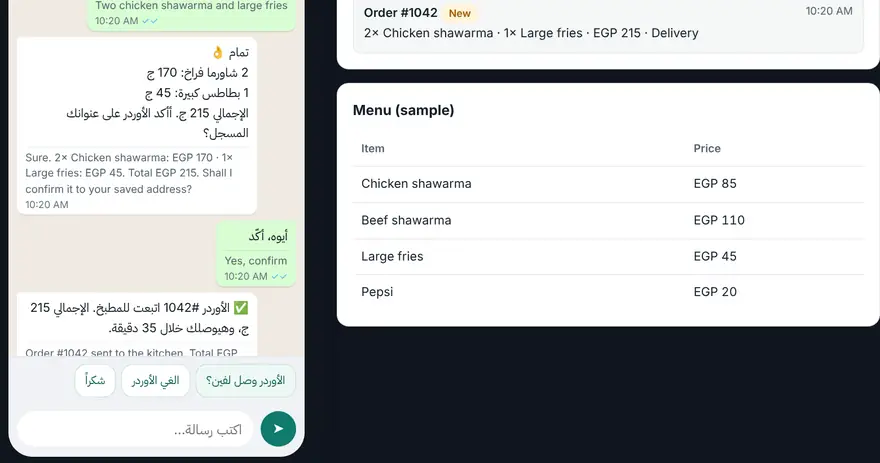 Two chicken shawarma and large fries
10:20 AM ✓✓
تمام 👌
2 شاورما فراخ: 170 ج
1 بطاطس كبيرة: 45 ج
الإجمالي 215 ج. أأكد الأوردر على عنوانك
المسجل؟
Sure. 2× Chicken shawarma: EGP 170 · 1×
Large fries: EGP 45. Total EGP 215. Shall I
confirm it to your saved address?
10:20 AM
أيوه، أكّد
Yes, confirm
10:20 AM ✓✓
✅ الأوردر #1042 اتبعت للمطبخ. الإجمالي 215
ج، وهيوصلك خلال 35 دقيقة.
Order #1042 sent to the kitchen. Total EGP
الأوردر وصل لفين؟
الغي الأوردر
شكراً
اكتب رسالة...
Order #1042 New 10:20 AM
2× Chicken shawarma · 1× Large fries · EGP 215 · Delivery
Menu (sample)
Item Price
Chicken shawarma EGP 85
Beef shawarma EGP 110
Large fries EGP 45
Pepsi EGP 20